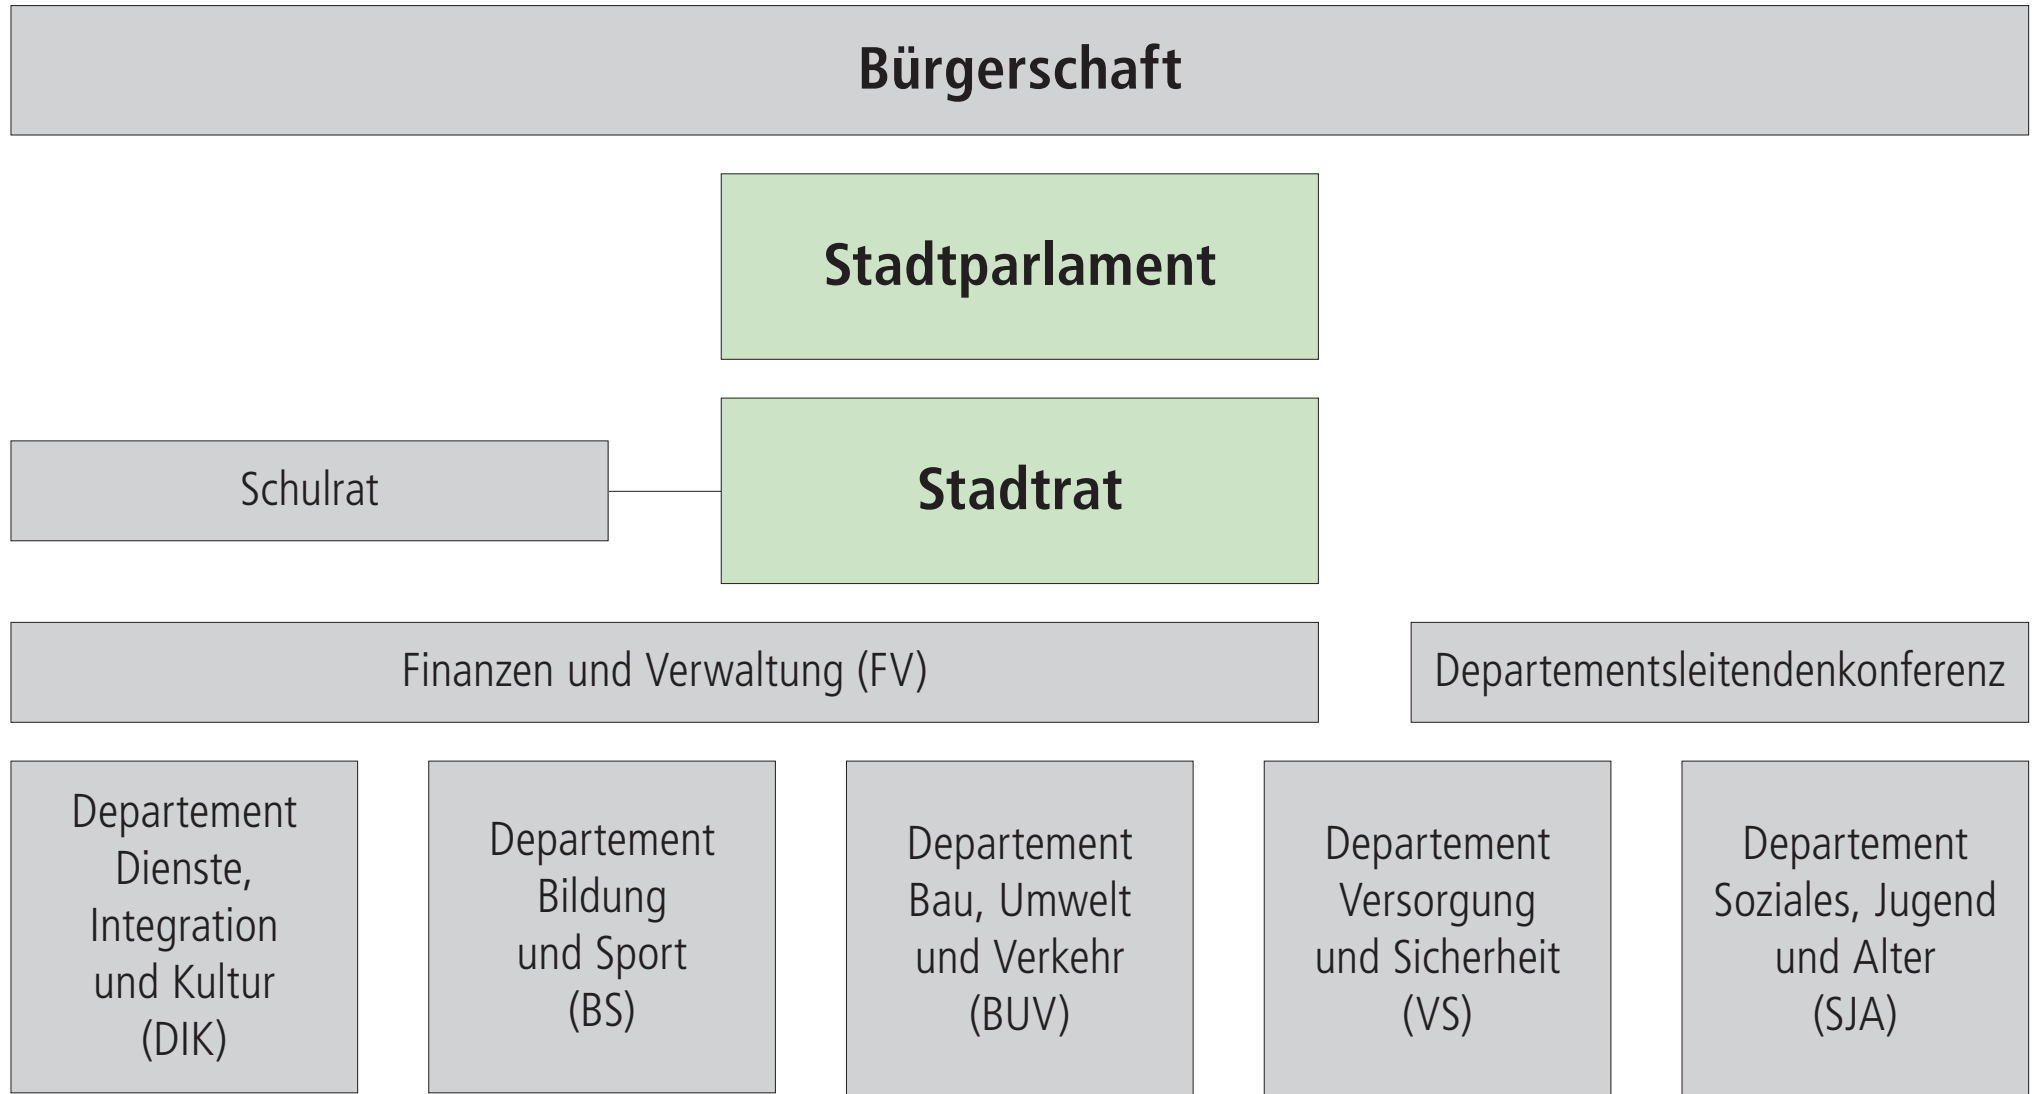 Bürgerschaft
Stadtparlament
Schulrat
Stadtrat
Finanzen und Verwaltung (FV)
Departementsleitendenkonferenz
Departement
Dienste,
Integration
und Kultur
(DIK)
Departement
Bildung
und Sport
(BS)
Departement
Bau, Umwelt
und Verkehr
(BUV)
Departement
Versorgung
und Sicherheit
(VS)
Departement
Soziales, Jugend
und Alter
(SJA)